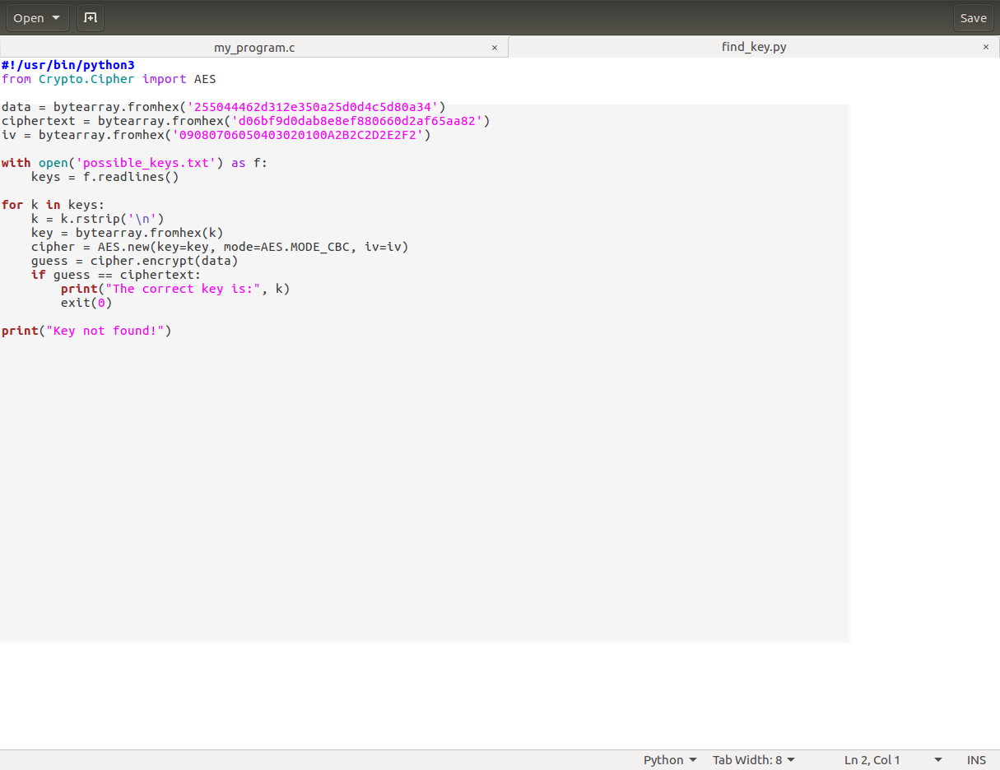 Open
Save
my_program.c ×
find_key.py ×
#!/usr/bin/python3
from Crypto.Cipher import AES
data = bytearray.fromhex('255044462d312e350a25d0d4c5d80a34')
ciphertext = bytearray.fromhex('d06bf9d0dab8e8ef880660d2af65aa82')
iv = bytearray.fromhex('09080706050403020100A2B2C2D2E2F2')
with open('possible_keys.txt') as f:
    keys = f.readlines()
for k in keys:
    k = k.rstrip('\n')
    key = bytearray.fromhex(k)
    cipher = AES.new(key=key, mode=AES.MODE_CBC, iv=iv)
    guess = cipher.encrypt(data)
    if guess == ciphertext:
        print("The correct key is:", k)
        exit(0)
print("Key not found!")
Python Tab Width: 8 Ln 2, Col 1 INS